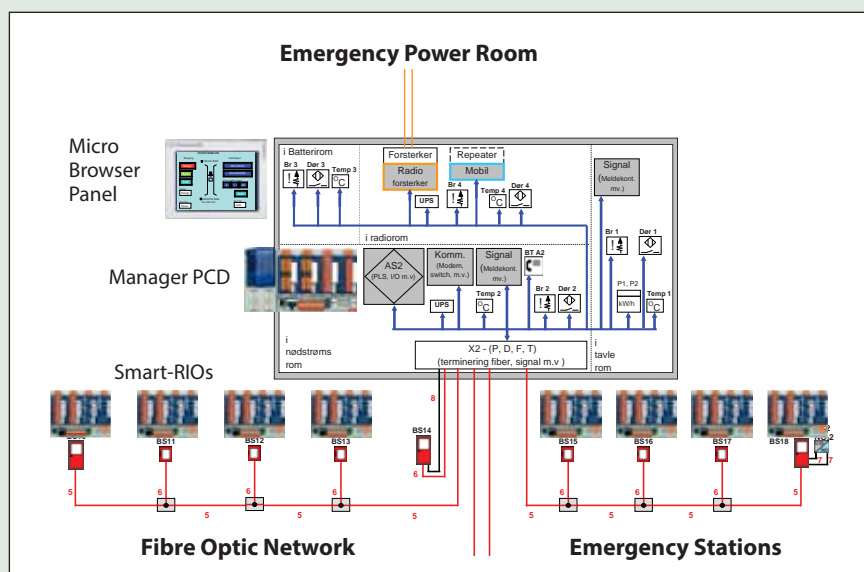 Emergency Power Room
Micro
Browser
Panel
i Batterirom
Br 3
Dør 3
Temp 3
°C
Forsterker
Radio
forsterker
UPS
Repeater
Mobil
Br 4
Temp 4
°C
Dør 4
Signal
(Meldekont.
mv.)
i radiorom
Br 1
Dør 1
Manager PCD
AS2
(PLS, I/O m.v)
Komm.
(Modem,
switch, m.v.)
Signal
(Meldekont.
mv.)
BT A2
UPS
Temp 2
°C
Br 2
Dør 2
P1, P2
kW/h
Temp 1
°C
i
nødstrøms
rom
X2 - (P, D, F, T)
(terminering fiber, signal m.v )
i
tavle
rom
Smart-RIOs
8
BS11
BS12
BS13
BS14
BS15
BS16
BS17
BS18
7
7
5
6
6
6
6
6
6
6
5
5
5
5
5
5
5
5
Fibre Optic Network
Emergency Stations